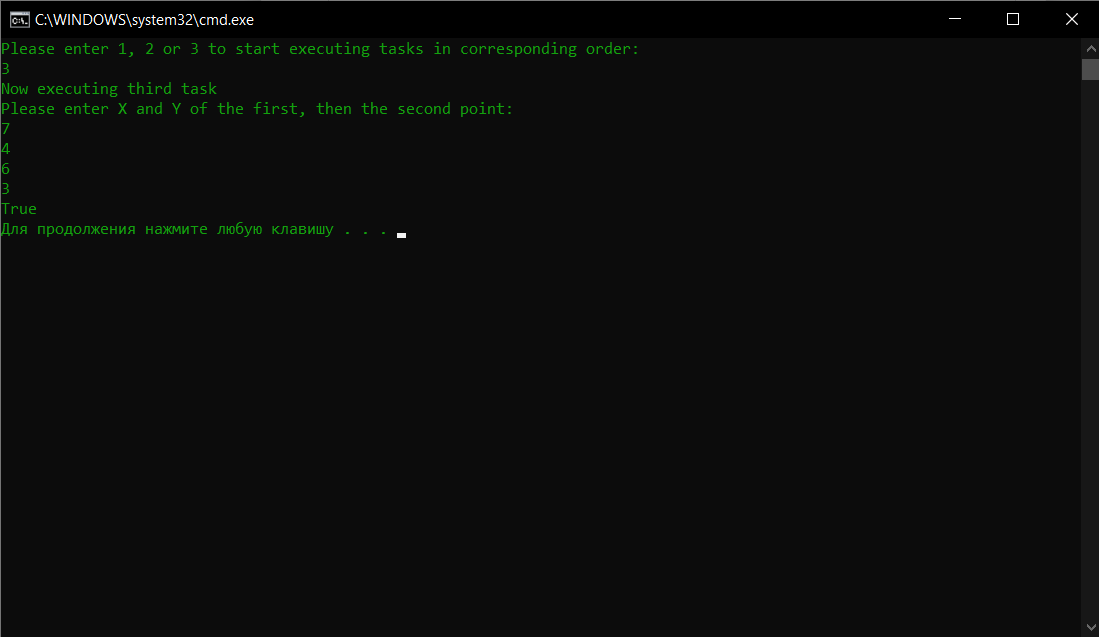 C:\WINDOWS\system32\cmd.exe
Please enter 1, 2 or 3 to start executing tasks in corresponding order:
3
Now executing third task
Please enter X and Y of the first, then the second point:
7
4
6
3
True
Для продолжения нажмите любую клавишу . . .